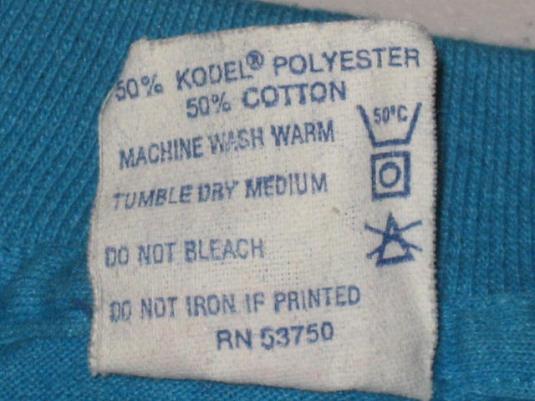 50% KODEL® POLYESTER
50% COTTON
MACHINE WASH WARM
50°C
TUMBLE DRY MEDIUM
DO NOT BLEACH
DO NOT IRON IF PRINTED
RN 53750